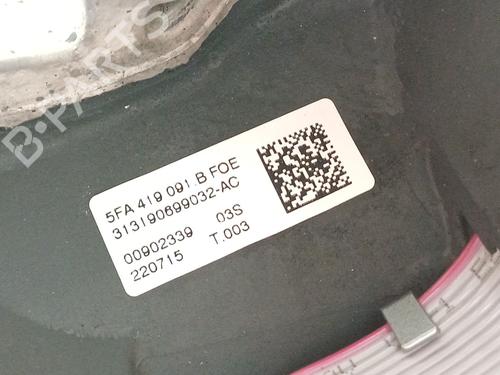 B-PARTS
5FA 419 091 B FOE
313190699032-AC
00902339 03S
220715 T.003